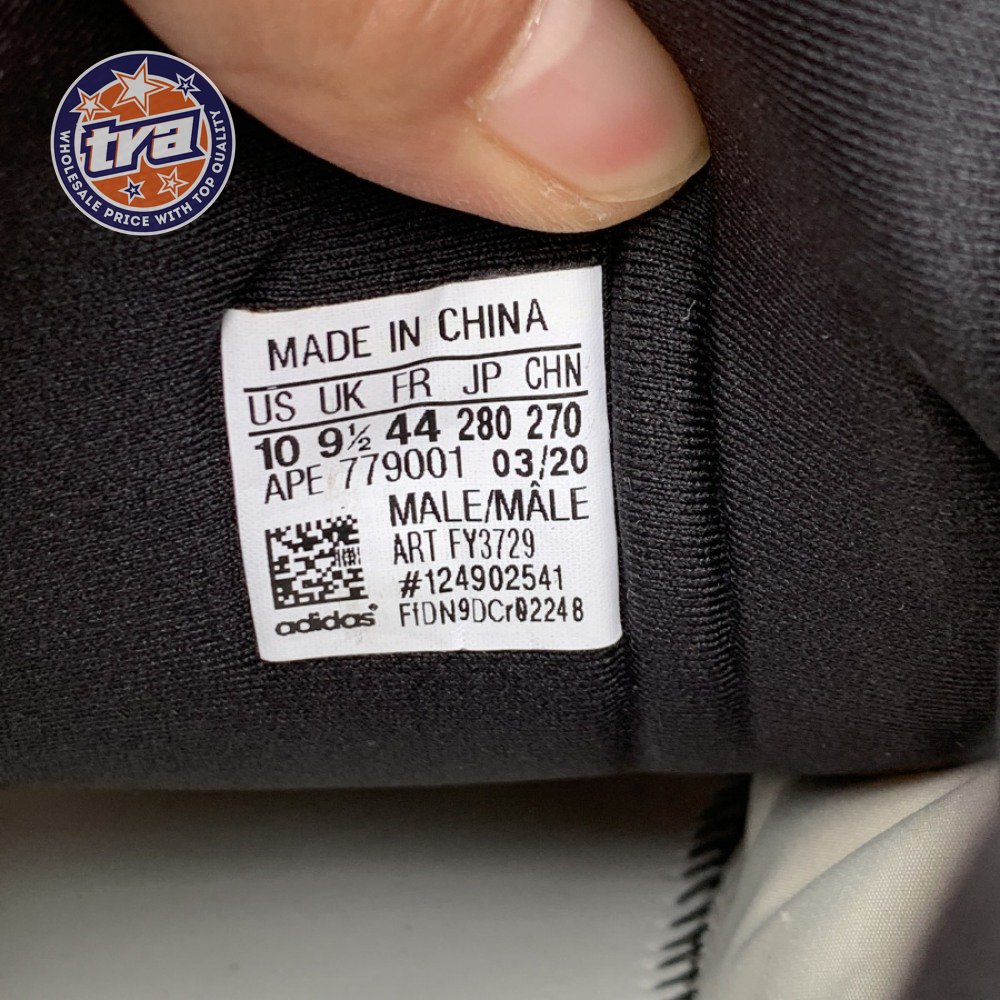 tra
WHOLESALE PRICE WITH TOP QUALITY
MADE IN CHINA
US UK FR JP CHN
10 9½ 44 280 270
APE 779001 03/20
MALE/MÂLE
ART FY3729
#124902541
FfDN9DCr02248
adidas